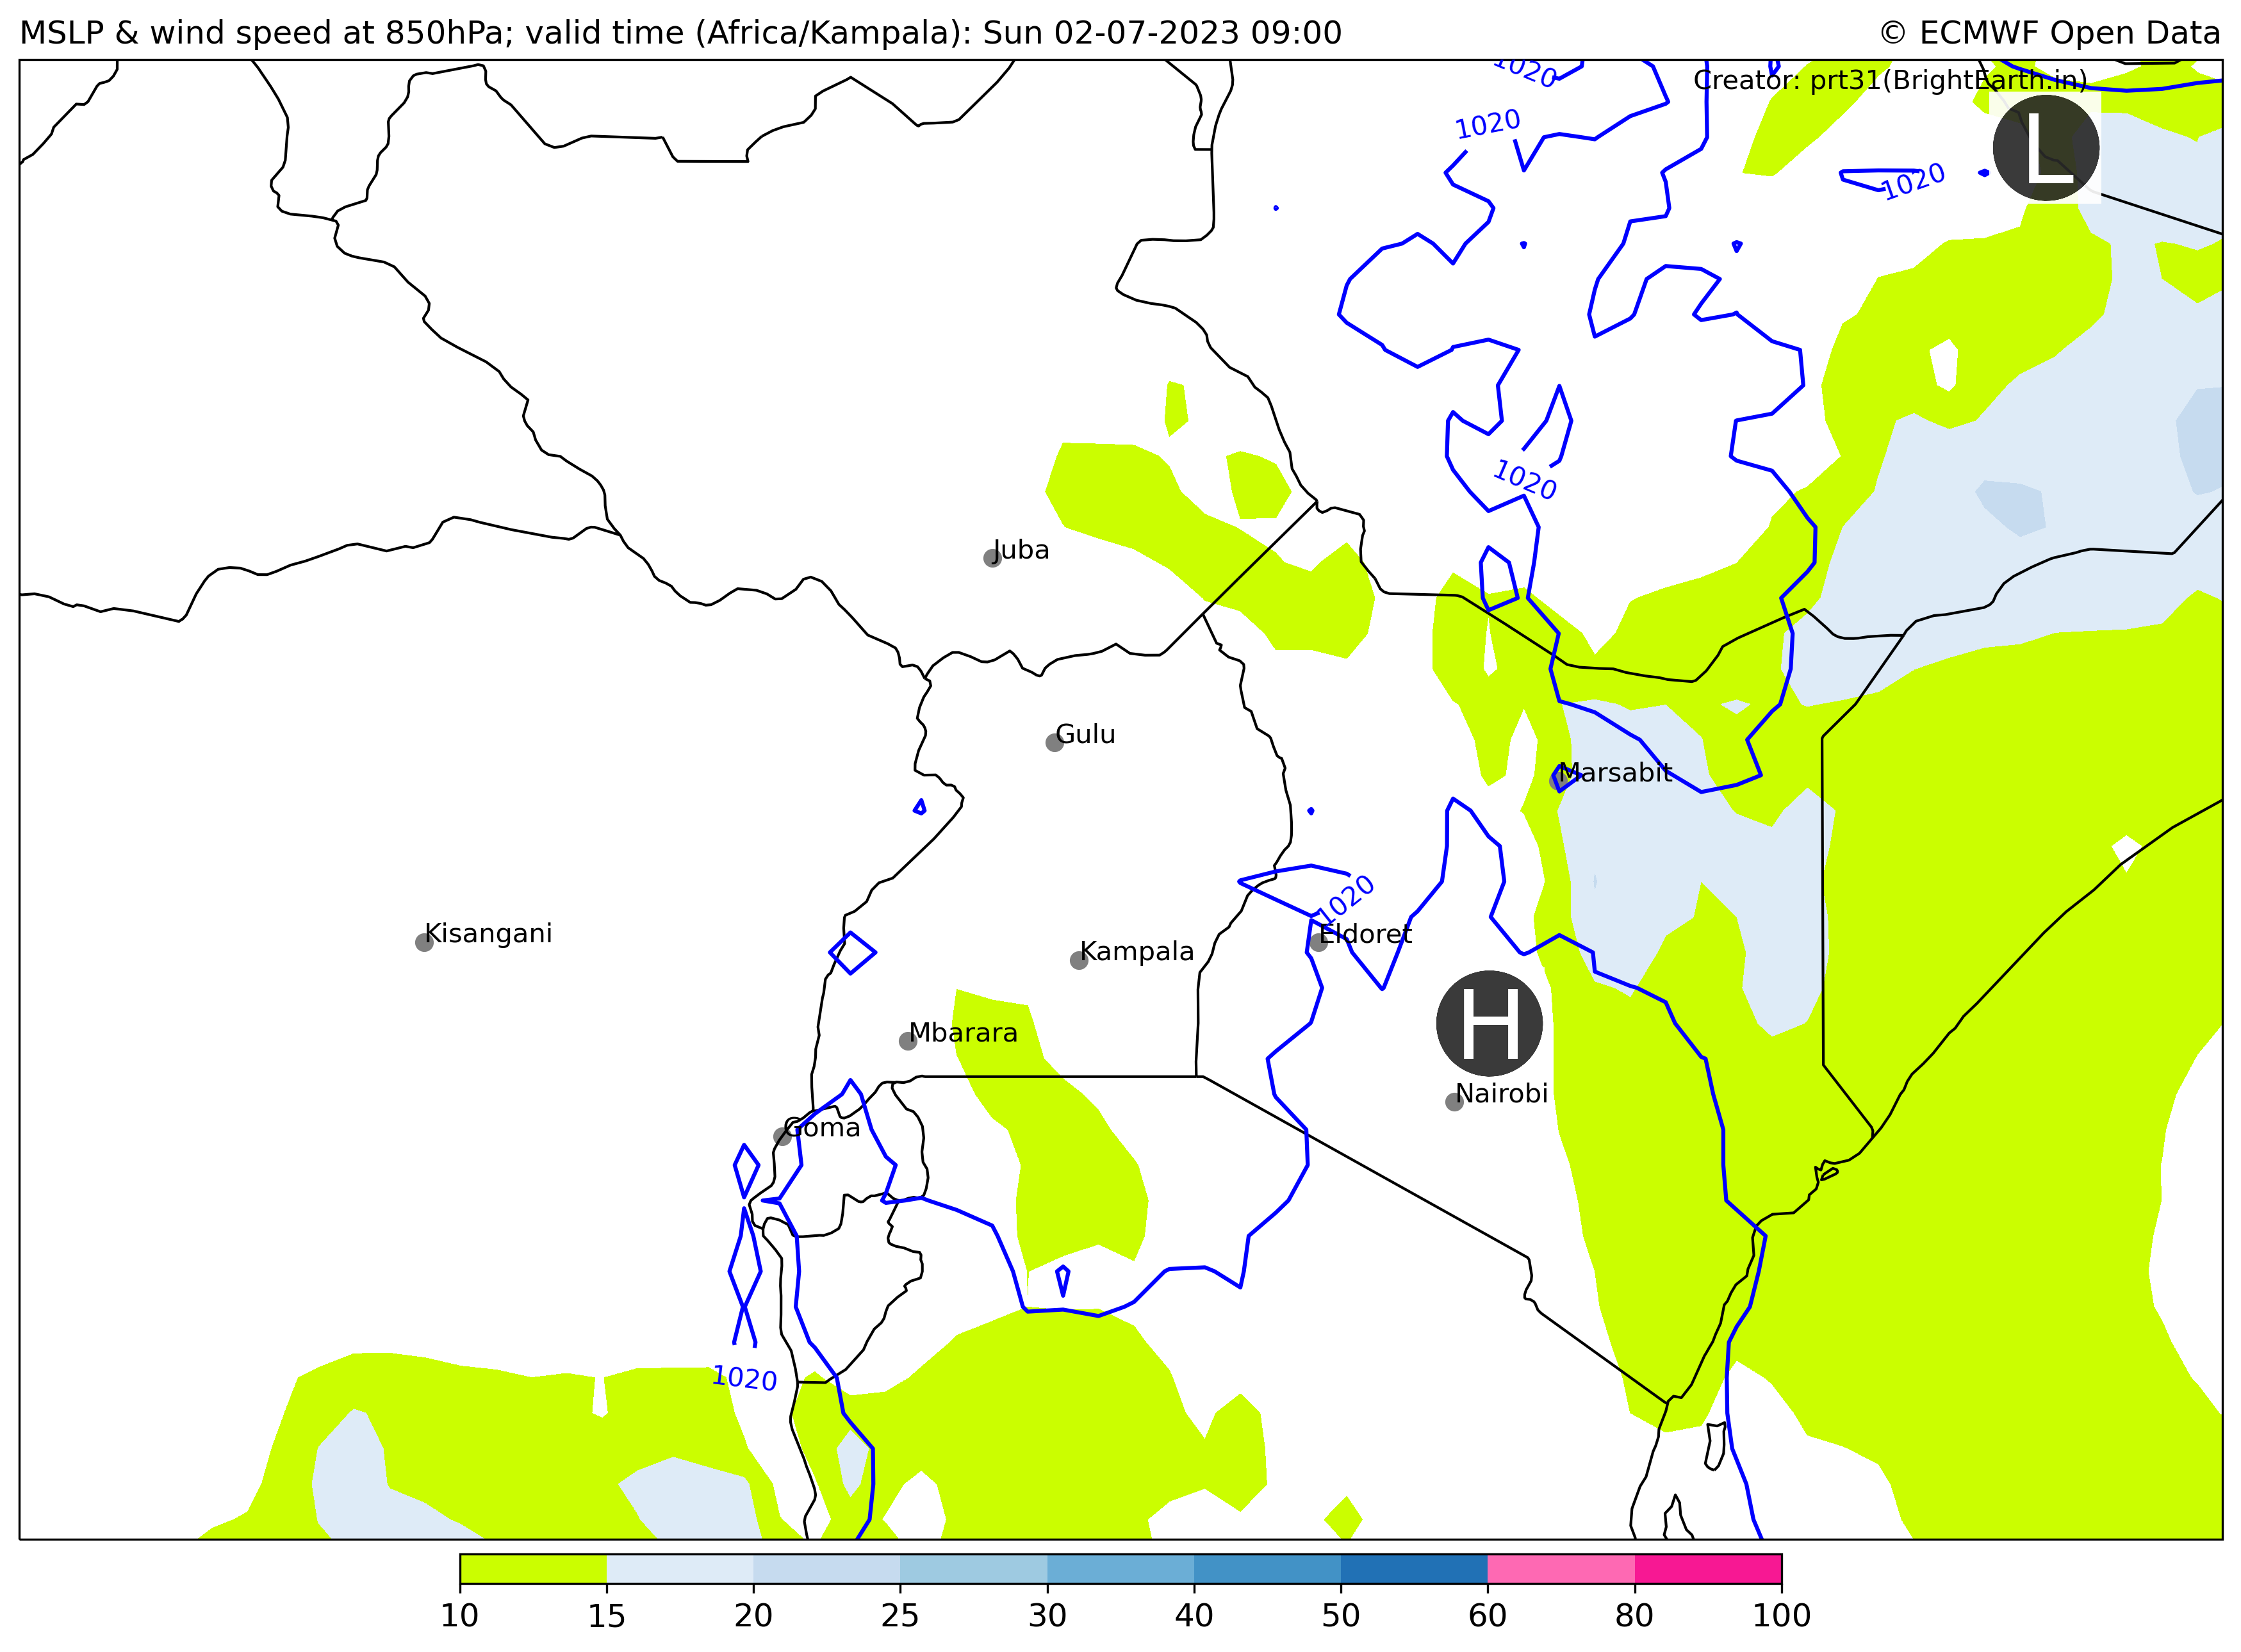 MSLP & wind speed at 850hPa; valid time (Africa/Kampala): Sun 02-07-2023 09:00
© ECMWF Open Data
1020
Creator: prt31(BrightEarth.in)
1020
L
1020
1020
Juba
Gulu
Marsabit
1020
Kisangani
Eldoret
Kampala
H
Mbarara
Nairobi
Goma
1020
10 15 20 25 30 40 50 60 80 100